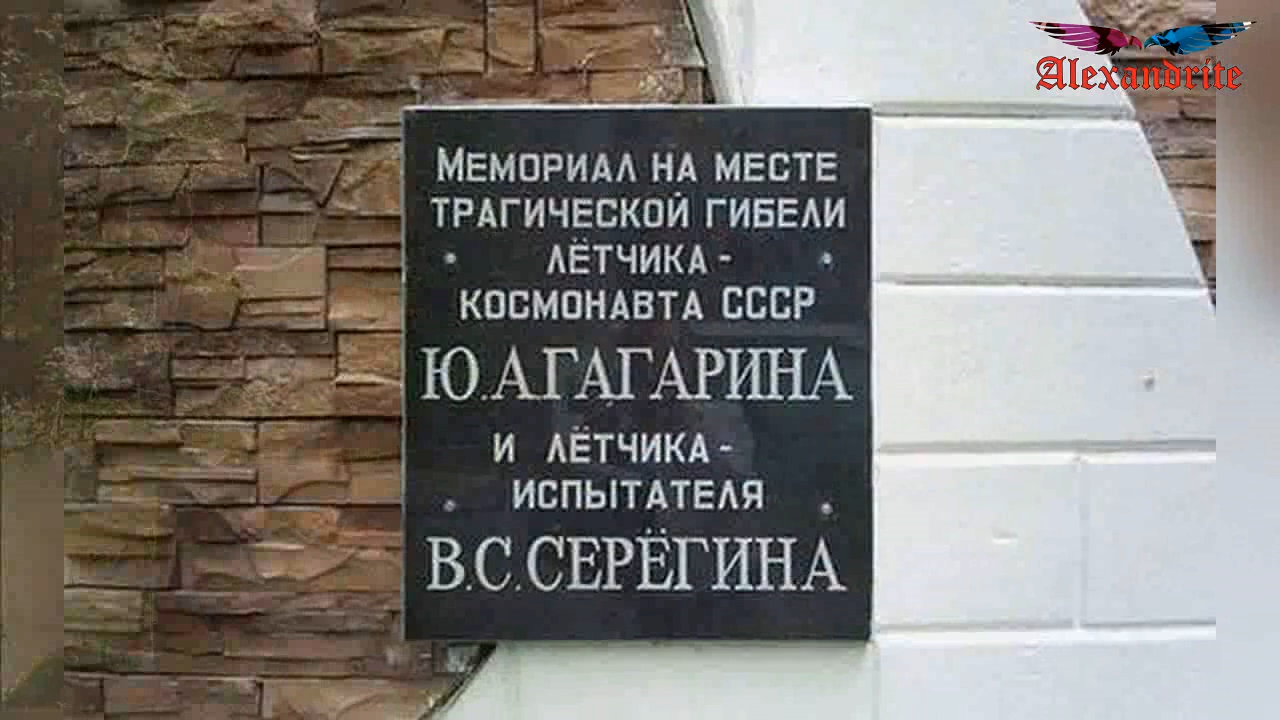 Alexandrite
МЕМОРИАЛ НА МЕСТЕ
ТРАГИЧЕСКОЙ ГИБЕЛИ
ЛЁТЧИКА -
КОСМОНАВТА СССР
Ю.А.ГАГАРИНА
И ЛЁТЧИКА -
ИСПЫТАТЕЛЯ
В.С.СЕРЁГИНА